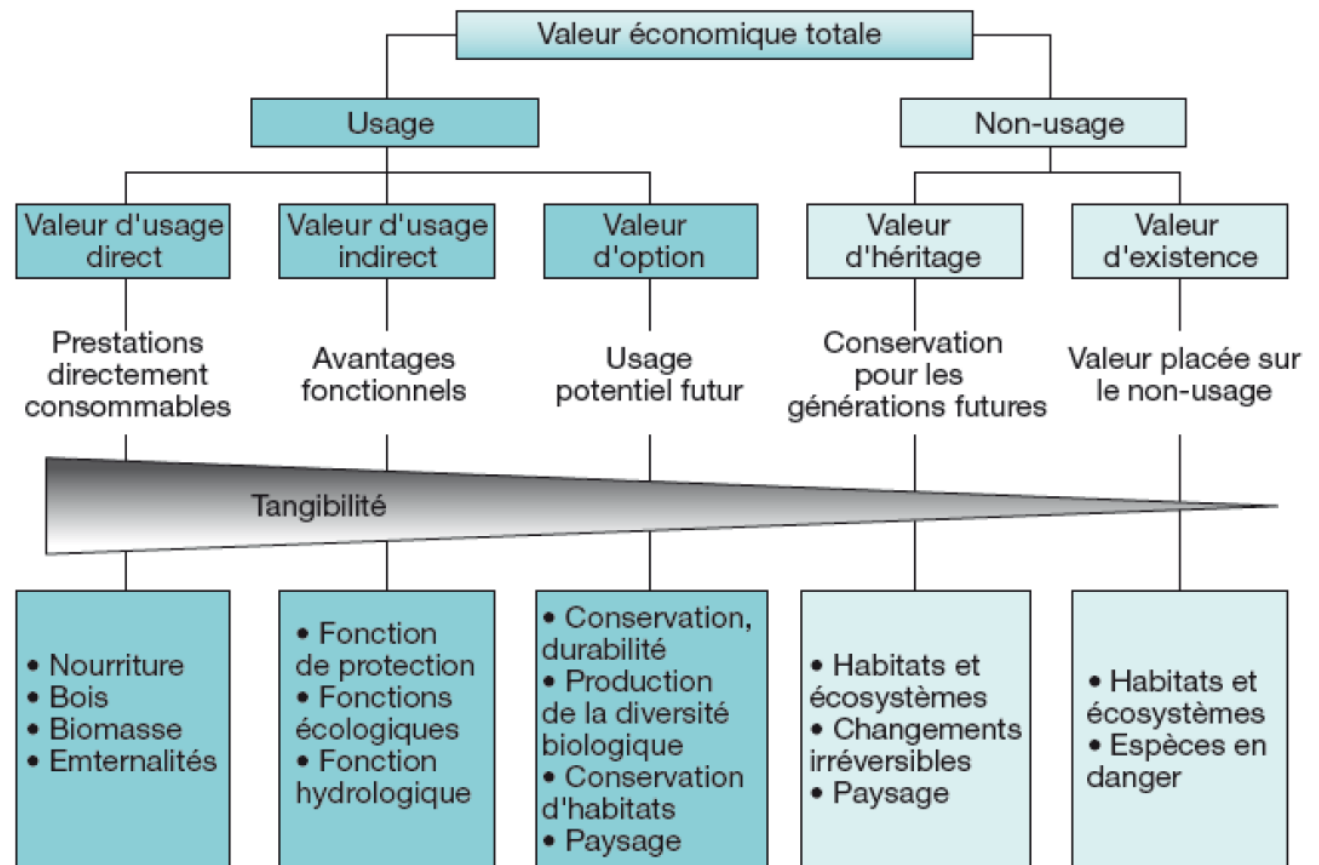 Valeur économique totale
Usage
Non-usage
Valeur d'usage
direct
Valeur d'usage
indirect
Valeur
d'option
Valeur
d'héritage
Valeur
d'existence
Prestations
directement
consommables
Avantages
fonctionnels
Usage
potentiel futur
Conservation
pour les
générations futures
Valeur placée sur
le non-usage
Tangibilité
• Nourriture
• Bois
• Biomasse
• Emternalités
• Fonction
de protection
• Fonctions
écologiques
• Fonction
hydrologique
• Conservation,
durabilité
• Production
de la diversité
biologique
• Conservation
d'habitats
• Paysage
• Habitats et
écosystèmes
• Changements
irréversibles
• Paysage
• Habitats et
écosystèmes
• Espèces en
danger